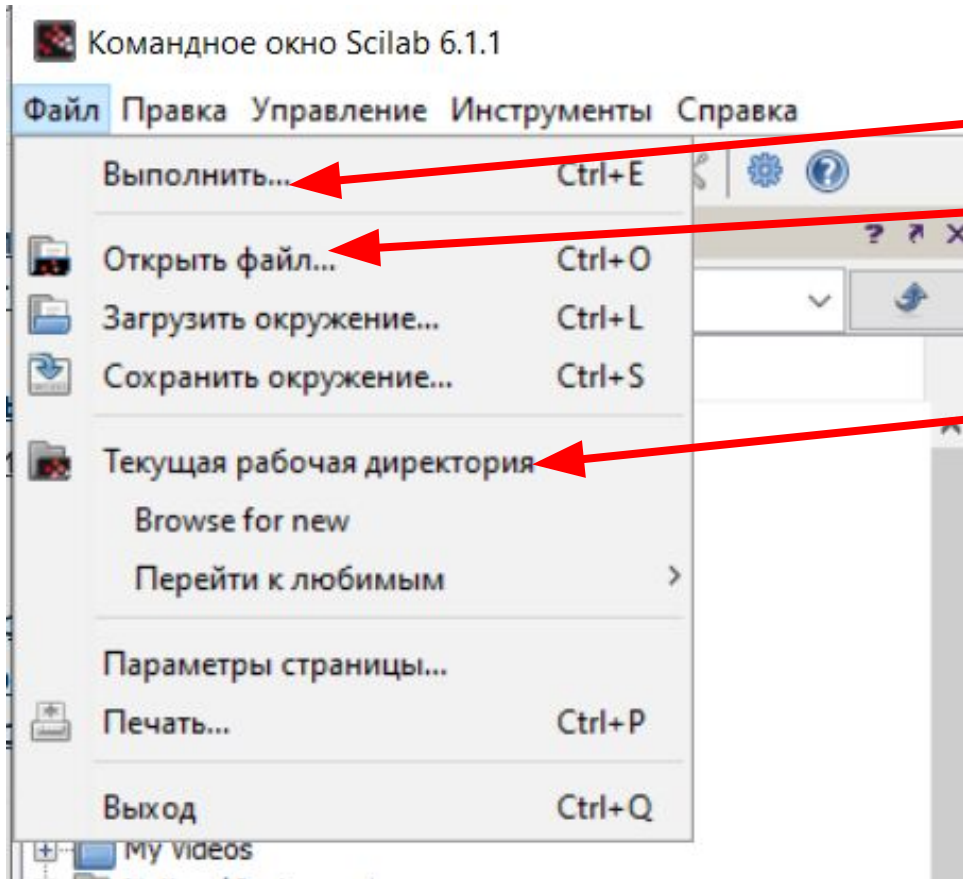 Командное окно Scilab 6.1.1
Файл Правка Управление Инструменты Справка
Выполнить... Ctrl+E
Открыть файл... Ctrl+O
Загрузить окружение... Ctrl+L
Сохранить окружение... Ctrl+S
Текущая рабочая директория
Browse for new
Перейти к любимым
Параметры страницы...
Печать... Ctrl+P
Выход Ctrl+Q
My Videos